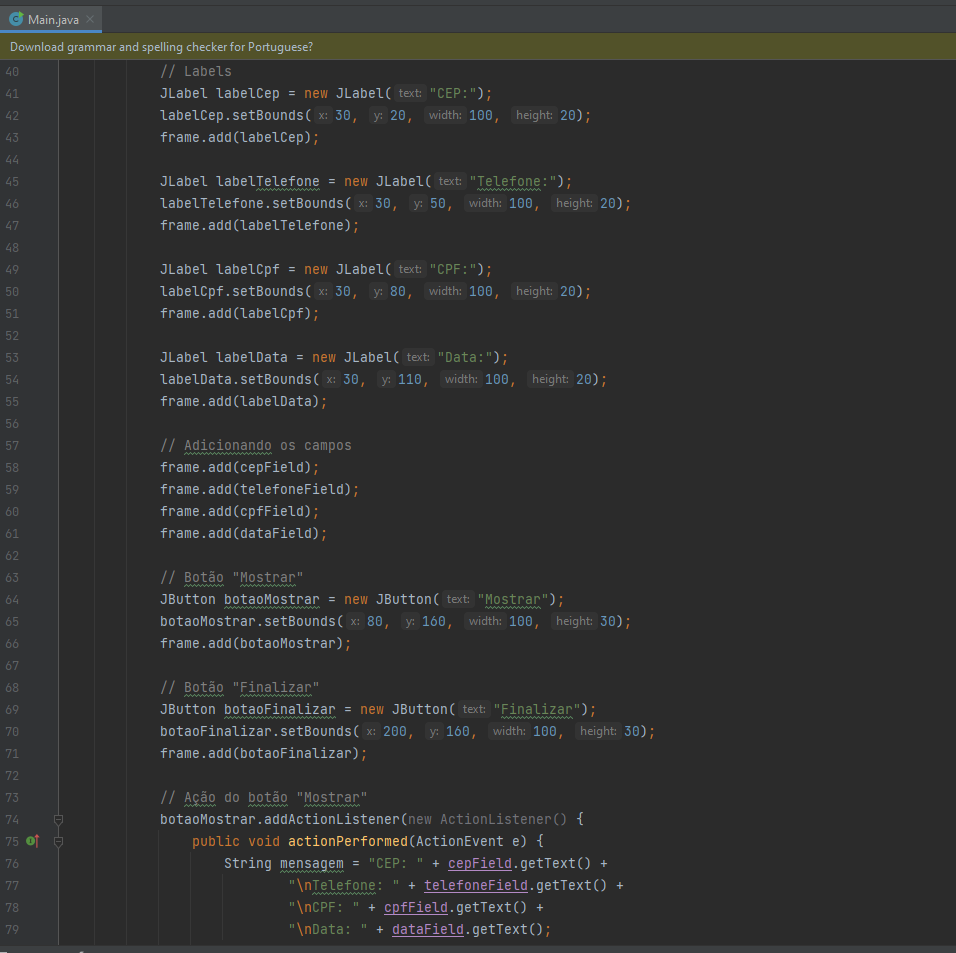 Main.java
Download grammar and spelling checker for Portuguese?
40 // Labels
41 JLabel labelCep = new JLabel( text: "CEP:");
42 labelCep.setBounds( x: 30, y: 20, width: 100, height: 20);
43 frame.add(labelCep);
44
45 JLabel labelTelefone = new JLabel( text: "Telefone:");
46 labelTelefone.setBounds( x: 30, y: 50, width: 100, height: 20);
47 frame.add(labelTelefone);
48
49 JLabel labelCpf = new JLabel( text: "CPF:");
50 labelCpf.setBounds( x: 30, y: 80, width: 100, height: 20);
51 frame.add(labelCpf);
52
53 JLabel labelData = new JLabel( text: "Data:");
54 labelData.setBounds( x: 30, y: 110, width: 100, height: 20);
55 frame.add(labelData);
56
57 // Adicionando os campos
58 frame.add(cepField);
59 frame.add(telefoneField);
60 frame.add(cpfField);
61 frame.add(dataField);
62
63 // Botão "Mostrar"
64 JButton botaoMostrar = new JButton( text: "Mostrar");
65 botaoMostrar.setBounds( x: 80, y: 160, width: 100, height: 30);
66 frame.add(botaoMostrar);
67
68 // Botão "Finalizar"
69 JButton botaoFinalizar = new JButton( text: "Finalizar");
70 botaoFinalizar.setBounds( x: 200, y: 160, width: 100, height: 30);
71 frame.add(botaoFinalizar);
72
73 // Ação do botão "Mostrar"
74 botaoMostrar.addActionListener(new ActionListener() {
75 public void actionPerformed(ActionEvent e) {
76 String mensagem = "CEP: " + cepField.getText() +
77 "\nTelefone: " + telefoneField.getText() +
78 "\nCPF: " + cpfField.getText() +
79 "\nData: " + dataField.getText();